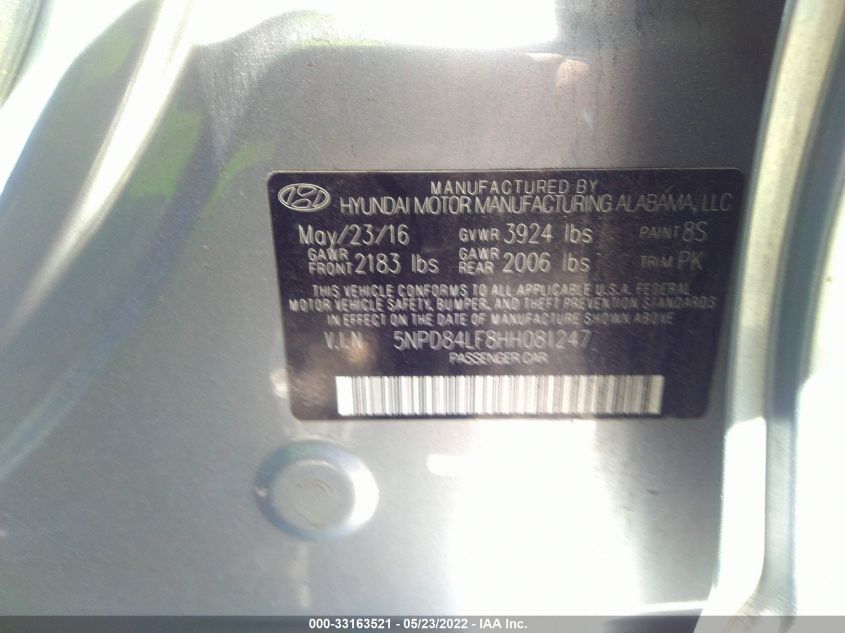 MANUFACTURED BY
HYUNDAI MOTOR MANUFACTURING ALABAMA, LLC
May/23/16 GVWR 3924 lbs PAINT 8S
GAWR FRONT 2183 lbs GAWR REAR 2006 lbs TRIM PK
THIS VEHICLE CONFORMS TO ALL APPLICABLE U.S.A. FEDERAL
MOTOR VEHICLE SAFETY, BUMPER, AND THEFT PREVENTION STANDARDS
IN EFFECT ON THE DATE OF MANUFACTURE SHOWN ABOVE
V.I.N 5NPD84LF8HH081247
PASSENGER CAR
000-33163521 - 05/23/2022 - IAA Inc.